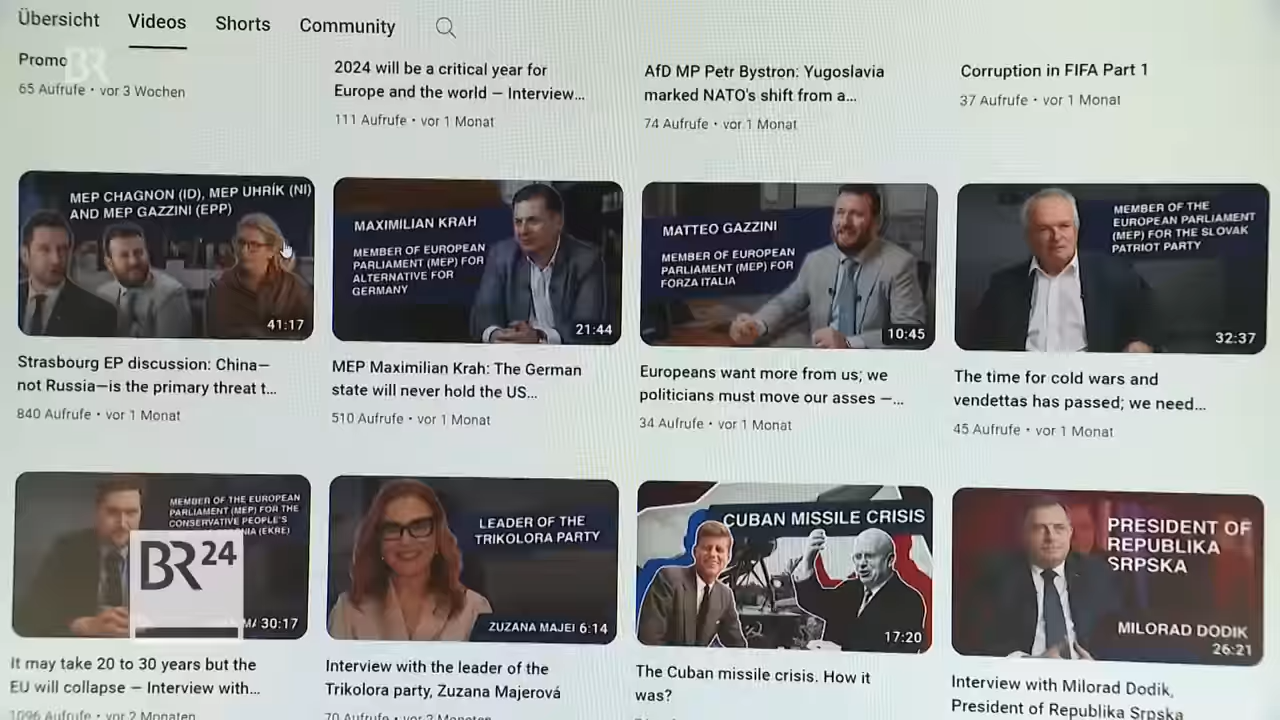 Übersicht
Videos
Shorts
Community
Promo
BR
65 Aufrufe • vor 3 Wochen
2024 will be a critical year for
Europe and the world – Interview...
111 Aufrufe • vor 1 Monat
AfD MP Petr Bystron: Yugoslavia
marked NATO's shift from a...
74 Aufrufe • vor 1 Monat
Corruption in FIFA Part 1
37 Aufrufe • vor 1 Monat
MEP CHAGNON (ID), MEP UHRÍK (NI)
AND MEP GAZZINI (EPP)
41:17
Strasbourg EP discussion: China—
not Russia—is the primary threat t...
840 Aufrufe • vor 1 Monat
MAXIMILIAN KRAH
MEMBER OF EUROPEAN
PARLIAMENT (MEP) FOR
ALTERNATIVE FOR
GERMANY
21:44
MEP Maximilian Krah: The German
state will never hold the US...
510 Aufrufe • vor 1 Monat
MATTEO GAZZINI
MEMBER OF EUROPEAN
PARLIAMENT (MEP) FOR
FORZA ITALIA
10:45
Europeans want more from us; we
politicians must move our asses —...
34 Aufrufe • vor 1 Monat
MEMBER OF THE
EUROPEAN PARLIAMENT
(MEP) FOR THE SLOVAK
PATRIOT PARTY
32:37
The time for cold wars and
vendettas has passed; we need...
45 Aufrufe • vor 1 Monat
MEMBER OF THE EUROPEAN
PARLIAMENT (MEP) FOR THE
CONSERVATIVE PEOPLE'S
(EKRE)
BR24
30:17
It may take 20 to 30 years but the
EU will collapse – Interview with...
1096 Aufrufe • vor 2 Monaten
LEADER OF THE
TRIKOLORA PARTY
ZUZANA MAJEI 6:14
Interview with the leader of the
Trikolora party, Zuzana Majerová
70 Aufrufe • vor 2 Monaten
CUBAN MISSILE CRISIS
17:20
The Cuban missile crisis. How it
was?
PRESIDENT OF
REPUBLIKA
SRPSKA
MILORAD DODIK
26:21
Interview with Milorad Dodik,
President of Republika Srpska